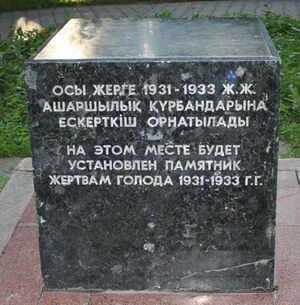 ОСЫ ЖЕРГЕ 1931-1933 Ж.Ж.
АШАРШЫЛЫҚ ҚҰРБАНДАРЫНА
ЕСКЕРТКІШ ОРНАТЫЛАДЫ
НА ЭТОМ МЕСТЕ БУДЕТ
УСТАНОВЛЕН ПАМЯТНИК
ЖЕРТВАМ ГОЛОДА 1931-1933 Г.Г.